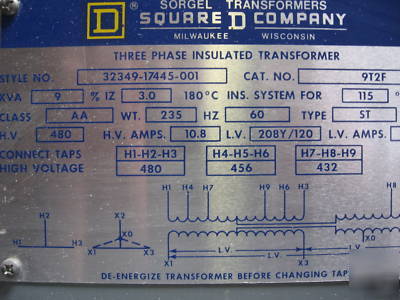 SORGEL TRANSFORMERS
D ® SQUARE D COMPANY
MILWAUKEE WISCONSIN
THREE PHASE INSULATED TRANSFORMER
STYLE NO. 32349-17445-001 CAT. NO. 9T2F
KVA 9 % IZ 3.0 180°C INS. SYSTEM FOR 115 °
CLASS AA WT. 235 HZ 60 TYPE ST
H.V. 480 H.V. AMPS. 10.8 L.V. 208Y/120 L.V. AMPS.
CONNECT TAPS H1-H2-H3 H4-H5-H6 H7-H8-H9
HIGH VOLTAGE 480 456 432
H1 H4 H7 H9 H6 H3 H8
H2 X2
X0 X0
H1 H3 X1 X3 L.V. L.V.
X1 X3
DE-ENERGIZE TRANSFORMER BEFORE CHANGING TAP